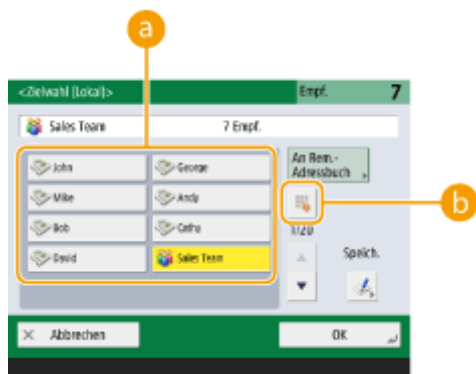 a
<Zielwahl (Lokal)> Empf. 7
Sales Team 7 Empf.
John George An Rem.-
Adressbuch
Mike Andy
b
Bob Cathy 1/20
David Sales Team Speich.
× Abbrechen OK